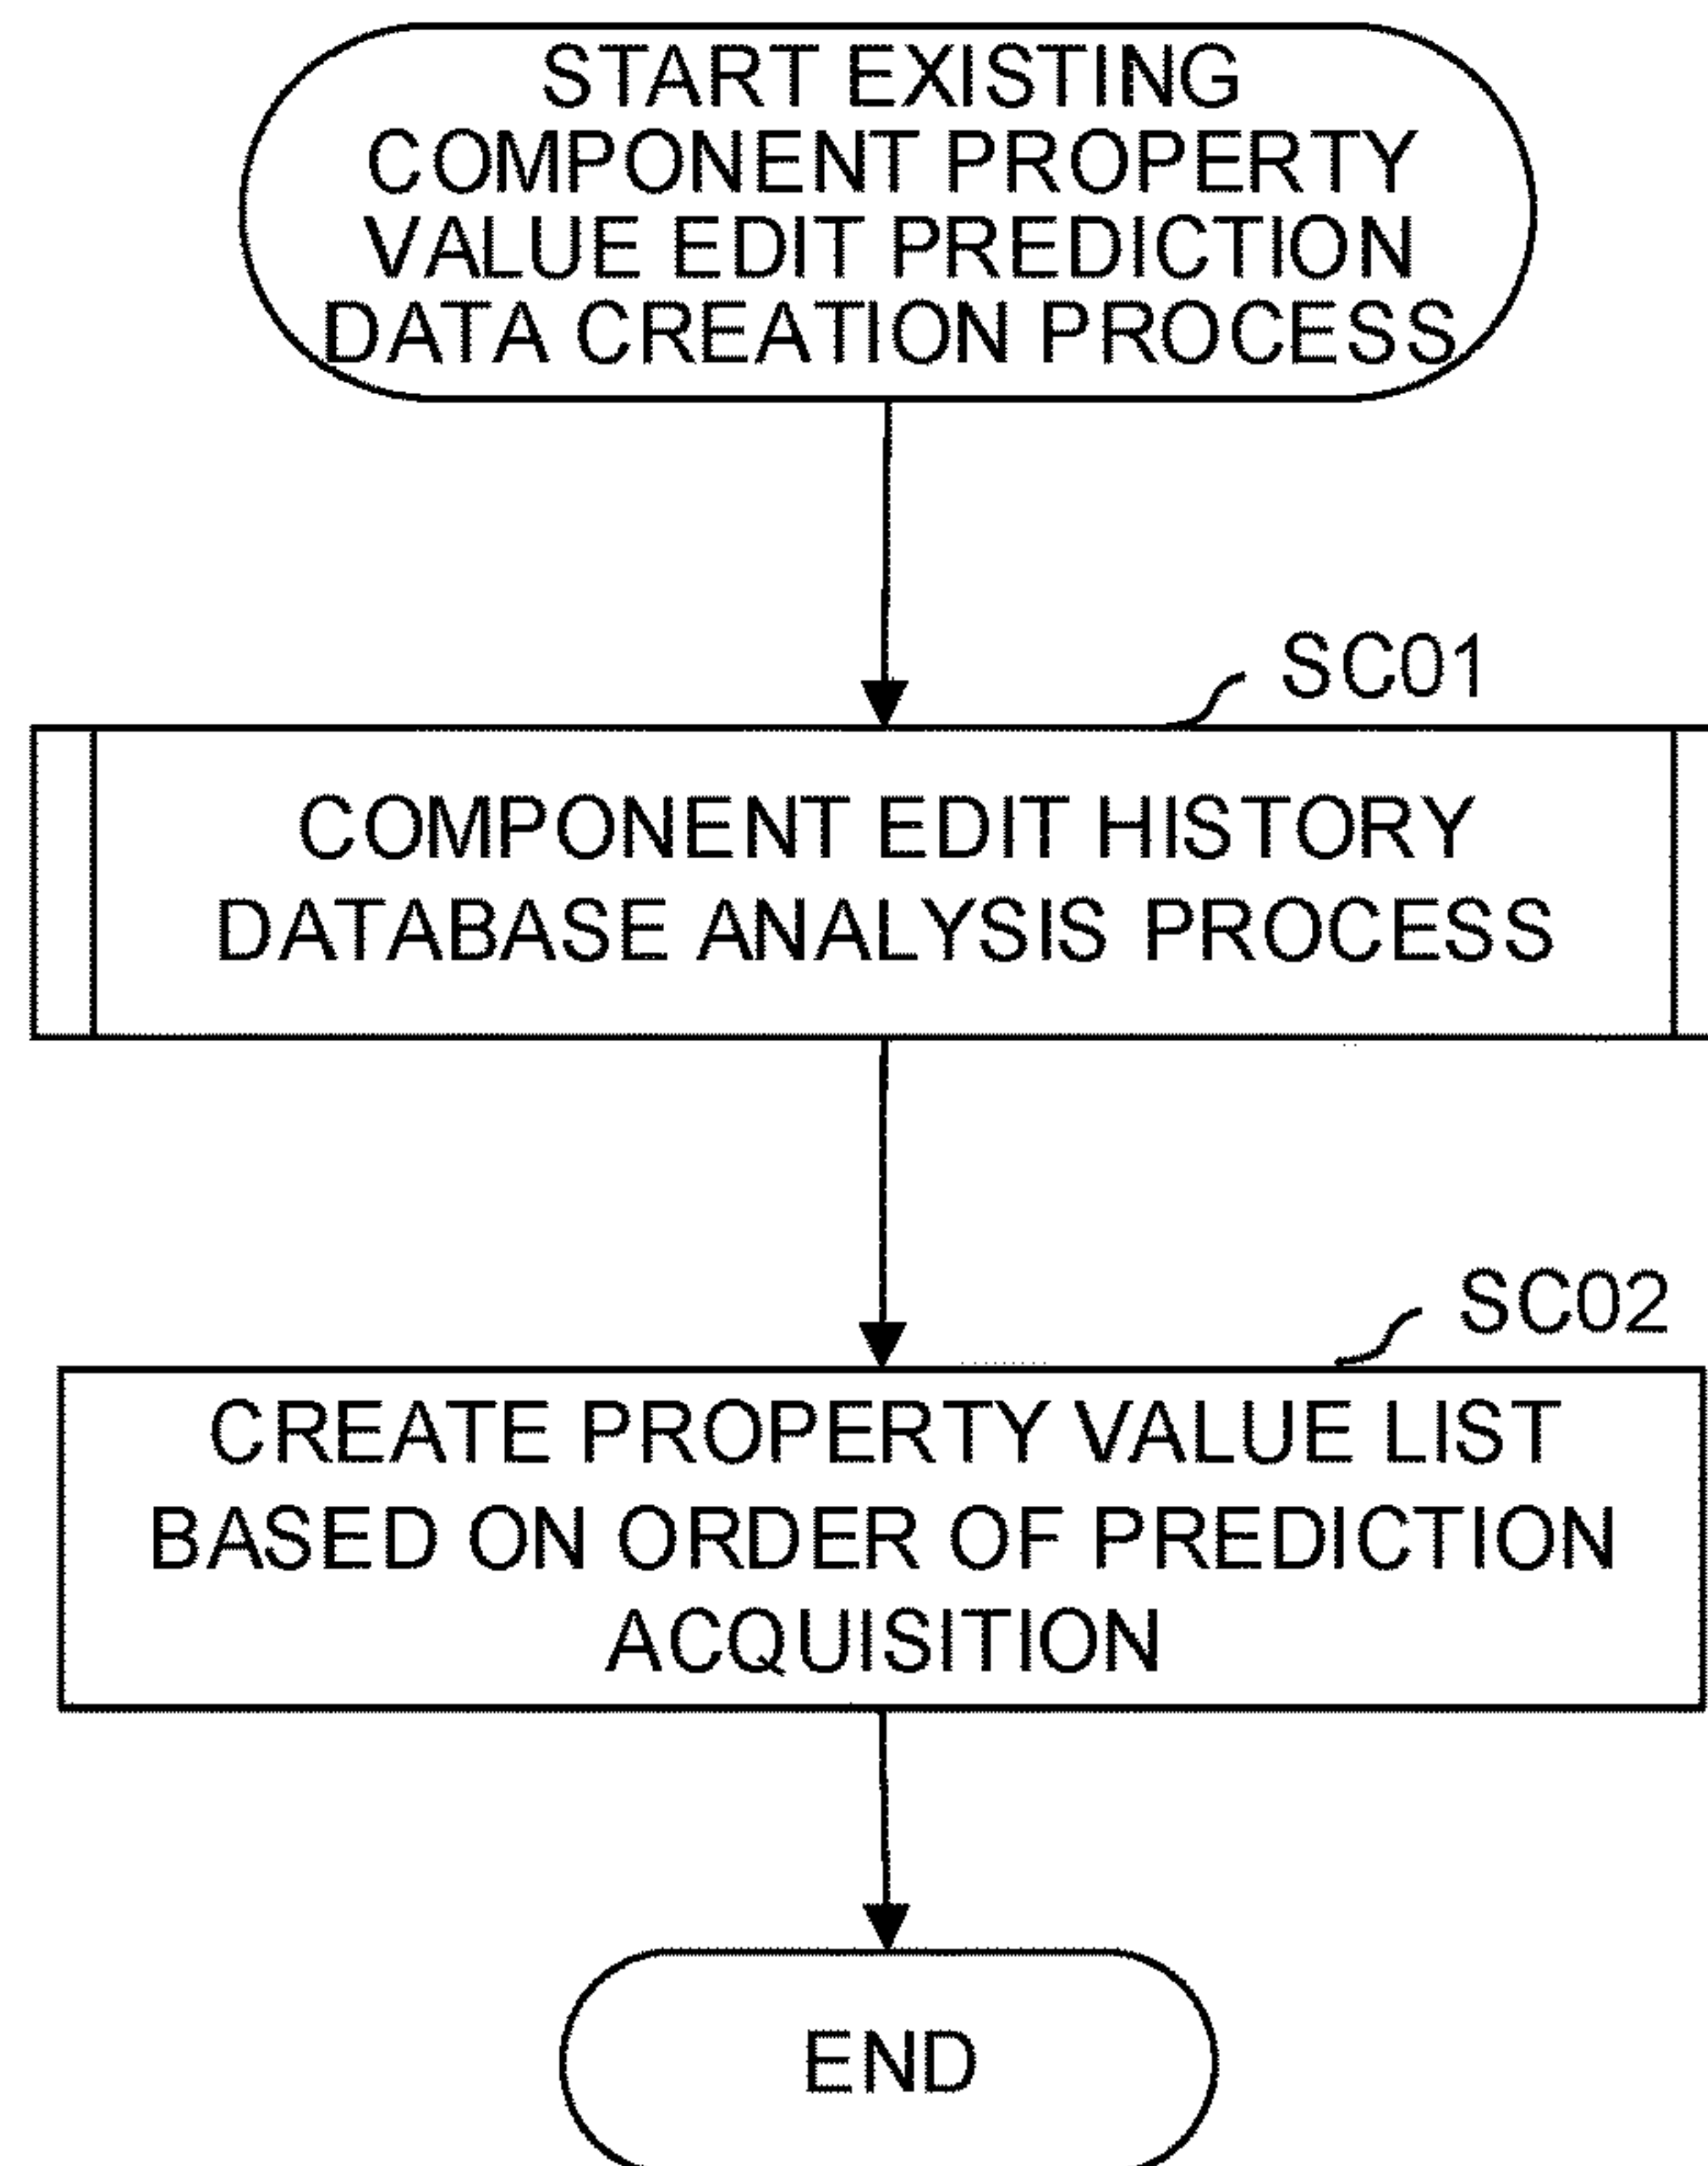 START EXISTING
COMPONENT PROPERTY
VALUE EDIT PREDICTION
DATA CREATION PROCESS
SC01
COMPONENT EDIT HISTORY
DATABASE ANALYSIS PROCESS
SC02
CREATE PROPERTY VALUE LIST
BASED ON ORDER OF PREDICTION
ACQUISITION
END